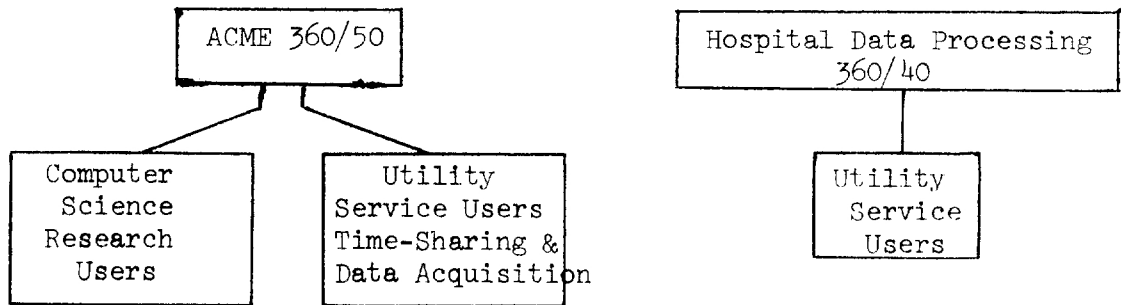 ACME 360/50
Hospital Data Processing
360/40
Computer
Science
Research
Users
Utility
Service Users
Time-Sharing &
Data Acquisition
Utility
Service
Users